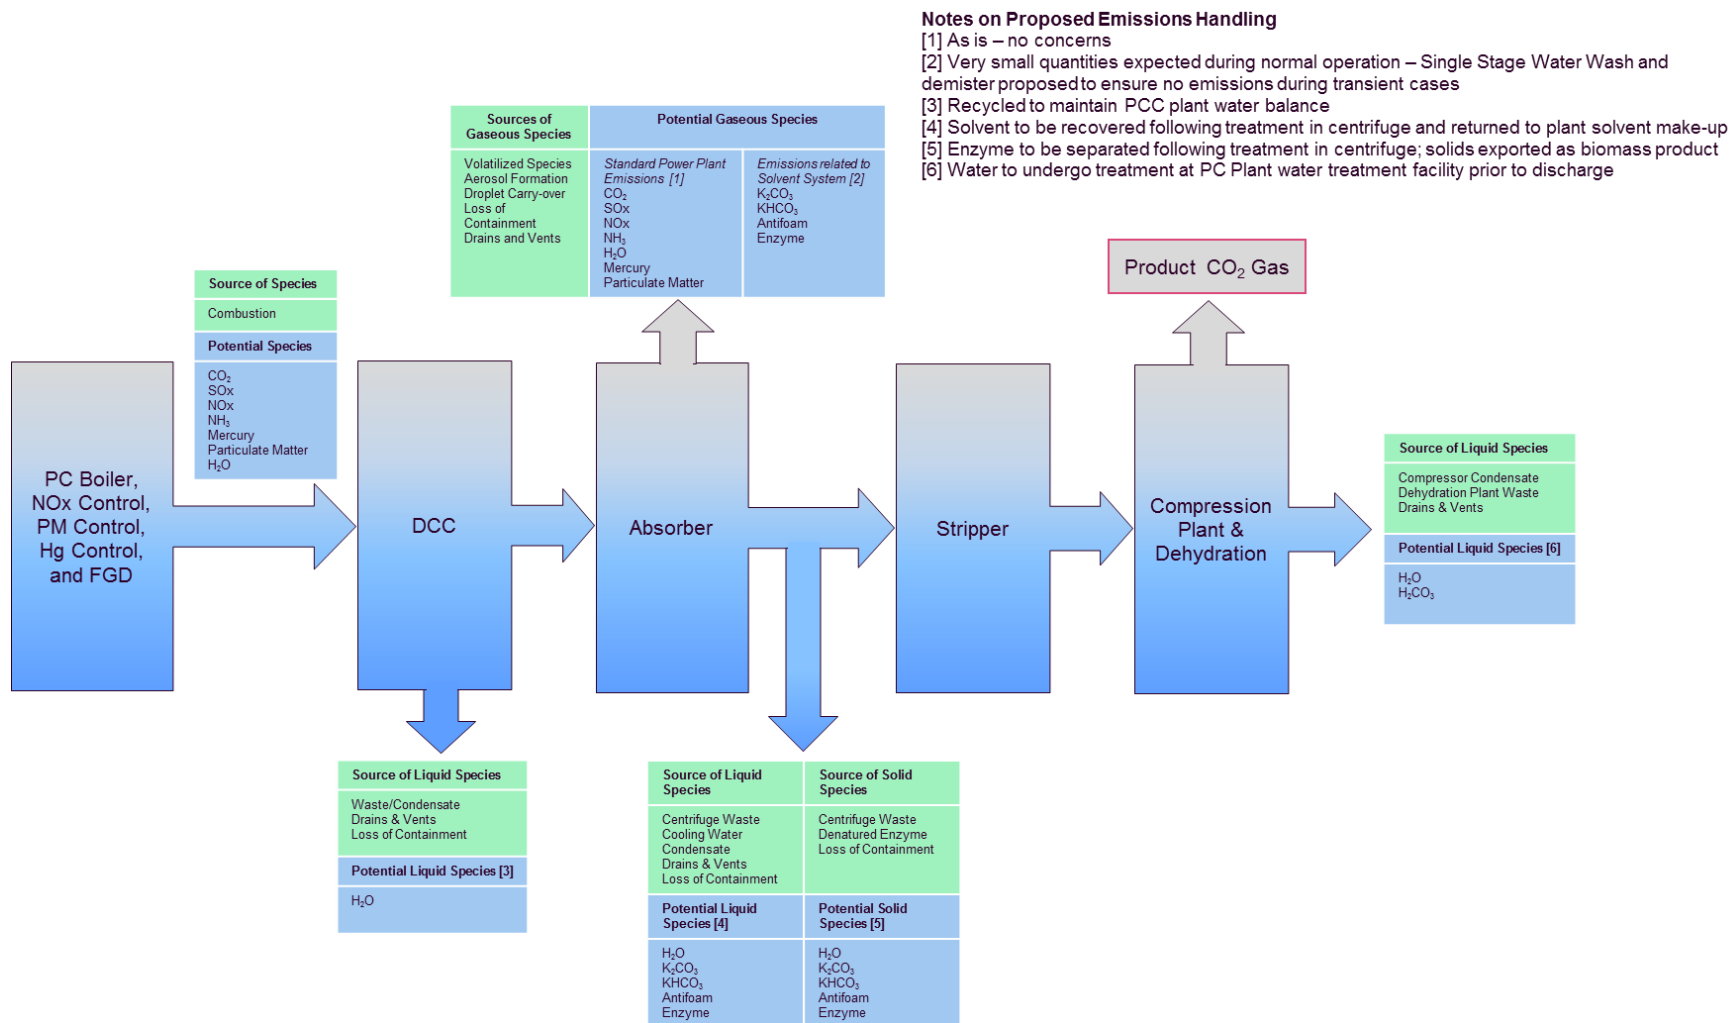 Notes on Proposed Emissions Handling
[1] As is – no concerns
[2] Very small quantities expected during normal operation – Single Stage Water Wash and
demister proposed to ensure no emissions during transient cases
[3] Recycled to maintain PCC plant water balance
[4] Solvent to be recovered following treatment in centrifuge and returned to plant solvent make-up
[5] Enzyme to be separated following treatment in centrifuge; solids exported as biomass product
[6] Water to undergo treatment at PC Plant water treatment facility prior to discharge
Sources of
Gaseous Species
Volatilized Species
Aerosol Formation
Droplet Carry-over
Loss of
Containment
Drains and Vents
Potential Gaseous Species
Standard Power Plant
Emissions [1]
CO₂
SOx
NOx
NH₃
H₂O
Mercury
Particulate Matter
Emissions related to
Solvent System [2]
K₂CO₃
KHCO₃
Antifoam
Enzyme
Product CO₂ Gas
Source of Species
Combustion
Potential Species
CO₂
SOx
NOx
NH₃
Mercury
Particulate Matter
H₂O
PC Boiler,
NOx Control,
PM Control,
Hg Control,
and FGD
DCC
Absorber
Stripper
Compression
Plant &
Dehydration
Source of Liquid Species
Compressor Condensate
Dehydration Plant Waste
Drains & Vents
Potential Liquid Species [6]
H₂O
H₂CO₃
Source of Liquid Species
Waste/Condensate
Drains & Vents
Loss of Containment
Potential Liquid Species [3]
H₂O
Source of Liquid
Species
Centrifuge Waste
Cooling Water
Condensate
Drains & Vents
Loss of Containment
Potential Liquid
Species [4]
H₂O
K₂CO₃
KHCO₃
Antifoam
Enzyme
Source of Solid
Species
Centrifuge Waste
Denatured Enzyme
Loss of Containment
Potential Solid
Species [5]
H₂O
K₂CO₃
KHCO₃
Antifoam
Enzyme